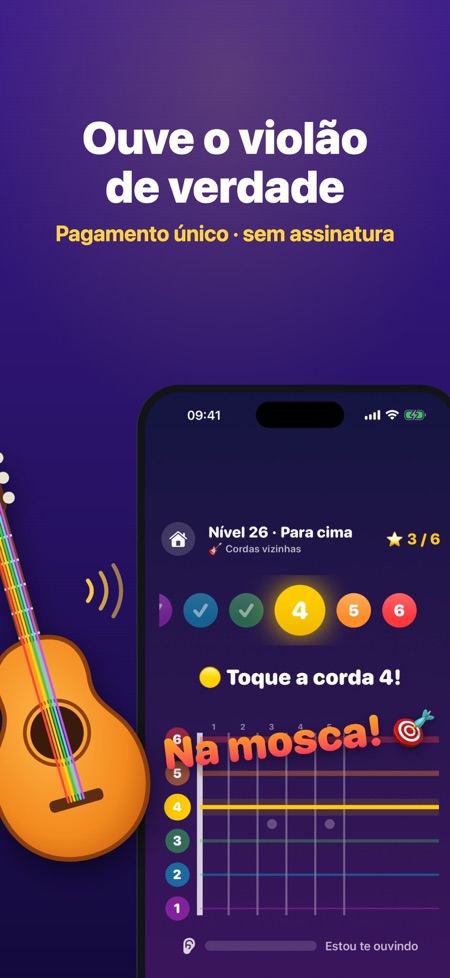 Ouve o violão
de verdade
Pagamento único · sem assinatura
09:41
Nível 26 · Para cima
Cordas vizinhas
3 / 6
4
5
6
Toque a corda 4!
1 2 3
Na mosca!
6
5
4
3
2
1
Estou te ouvindo